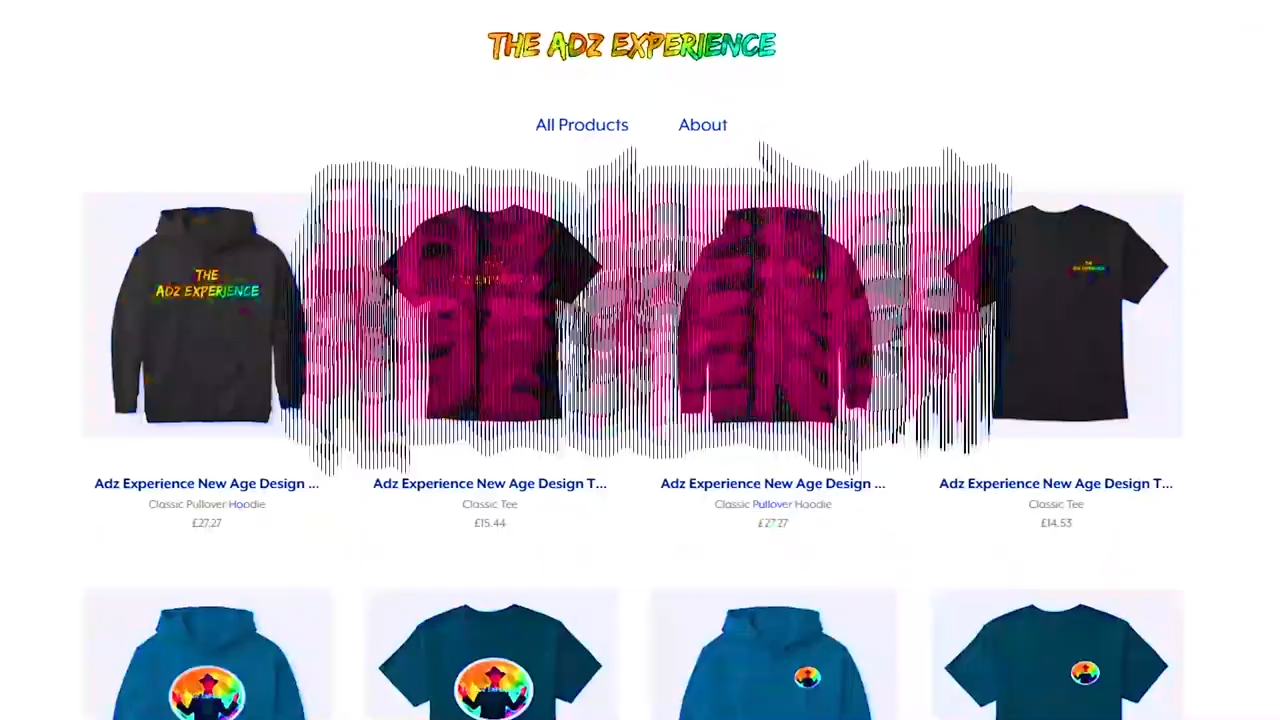 THE ADZ EXPERIENCE
All Products About
THE
ADZ EXPERIENCE
THE
Adz Experience New Age Design ... Adz Experience New Age Design T... Adz Experience New Age Design ... Adz Experience New Age Design T...
Classic Pullover Hoodie Classic Tee Classic Pullover Hoodie Classic Tee
£27.27 £15.44 £27.27 £14.53